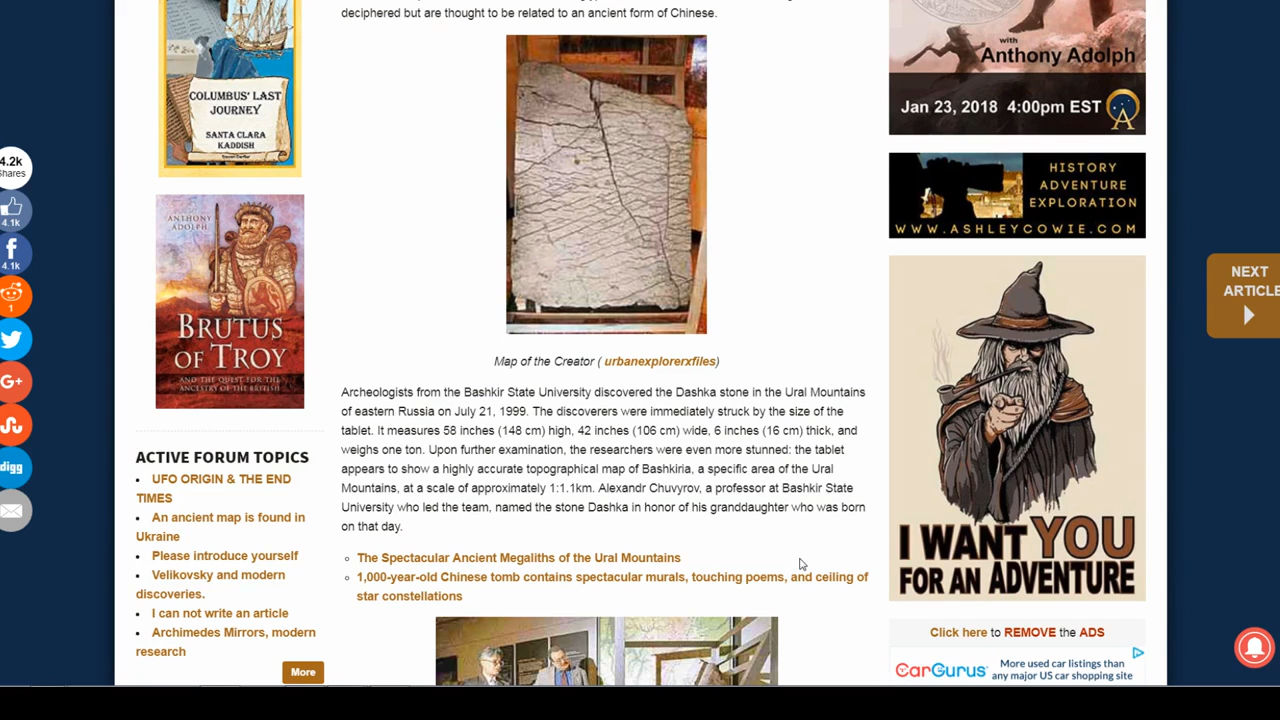 deciphered but are thought to be related to an ancient form of Chinese.
Map of the Creator ( urbanexplorerxfiles)
Archeologists from the Bashkir State University discovered the Dashka stone in the Ural Mountains
of eastern Russia on July 21, 1999. The discoverers were immediately struck by the size of the
tablet. It measures 58 inches (148 cm) high, 42 inches (106 cm) wide, 6 inches (16 cm) thick, and
weighs one ton. Upon further examination, the researchers were even more stunned: the tablet
appears to show a highly accurate topographical map of Bashkiria, a specific area of the Ural
Mountains, at a scale of approximately 1:1.1km. Alexandr Chuvyrov, a professor at Bashkir State
University who led the team, named the stone Dashka in honor of his granddaughter who was born
on that day.
The Spectacular Ancient Megaliths of the Ural Mountains
1,000-year-old Chinese tomb contains spectacular murals, touching poems, and ceiling of
star constellations
4.2k
Shares
4.1k
4.1k
1
G+
digg
COLUMBUS' LAST
JOURNEY
SANTA CLARA
KADDISH
ANTHONY
ADOLPH
BRUTUS
OF TROY
AND THE QUEST FOR THE
ANCESTRY OF THE BRITISH
ACTIVE FORUM TOPICS
UFO ORIGIN & THE END
TIMES
An ancient map is found in
Ukraine
Please introduce yourself
Velikovsky and modern
discoveries.
I can not write an article
Archimedes Mirrors, modern
research
More
with
Anthony Adolph
Jan 23, 2018 4:00pm EST
HISTORY
ADVENTURE
EXPLORATION
WWW.ASHLEYCOWIE.COM
I WANT YOU
FOR AN ADVENTURE
Click here to REMOVE the ADS
CarGurus
More used car listings than
any major US car shopping site
NEXT
ARTICLE